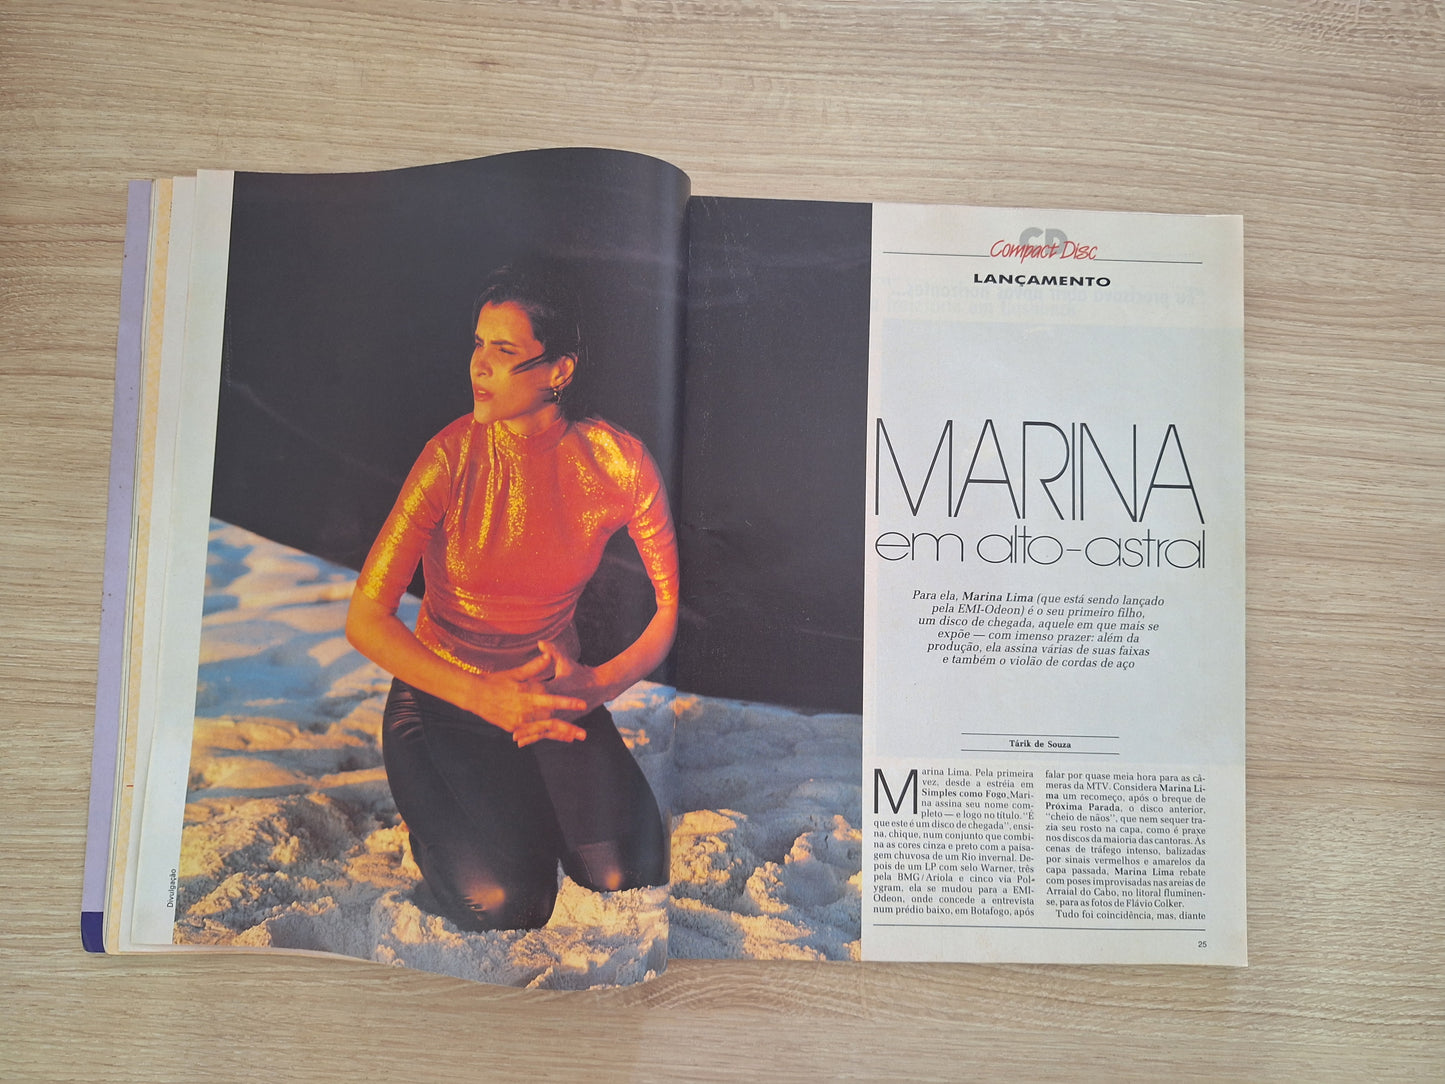 Divulgação
CD
Compact Disc
LANÇAMENTO
MARINA
em alto-astral
Para ela, Marina Lima (que está sendo lançado
pela EMI-Odeon) é o seu primeiro filho,
um disco de chegada, aquele em que mais se
expõe — com imenso prazer: além da
produção, ela assina várias de suas faixas
e também o violão de cordas de aço
Tárik de Souza
Marina Lima. Pela primeira
vez, desde a estréia em
Simples como Fogo, Mari-
na assina seu nome com-
pleto — e logo no título. "É
que este é um disco de chegada", ensi-
na, chique, num conjunto que combi-
na as cores cinza e preto com a paisa-
gem chuvosa de um Rio invernal. De-
pois de um LP com selo Warner, três
pela BMG/Ariola e cinco via Pol-
ygram, ela se mudou para a EMI-
Odeon, onde concede a entrevista
num prédio baixo, em Botafogo, após
falar por quase meia hora para as câ-
meras da MTV. Considera Marina Li-
ma um recomeço, após o breque de
Próxima Parada, o disco anterior,
"cheio de nãos", que nem sequer tra-
zia seu rosto na capa, como é praxe
nos discos da maioria das cantoras. Às
cenas de tráfego intenso, balizadas
por sinais vermelhos e amarelos da
capa passada, Marina Lima rebate
com poses improvisadas nas areias de
Arraial do Cabo, no litoral fluminen-
se, para as fotos de Flávio Colker.
Tudo foi coincidência, mas, diante
25